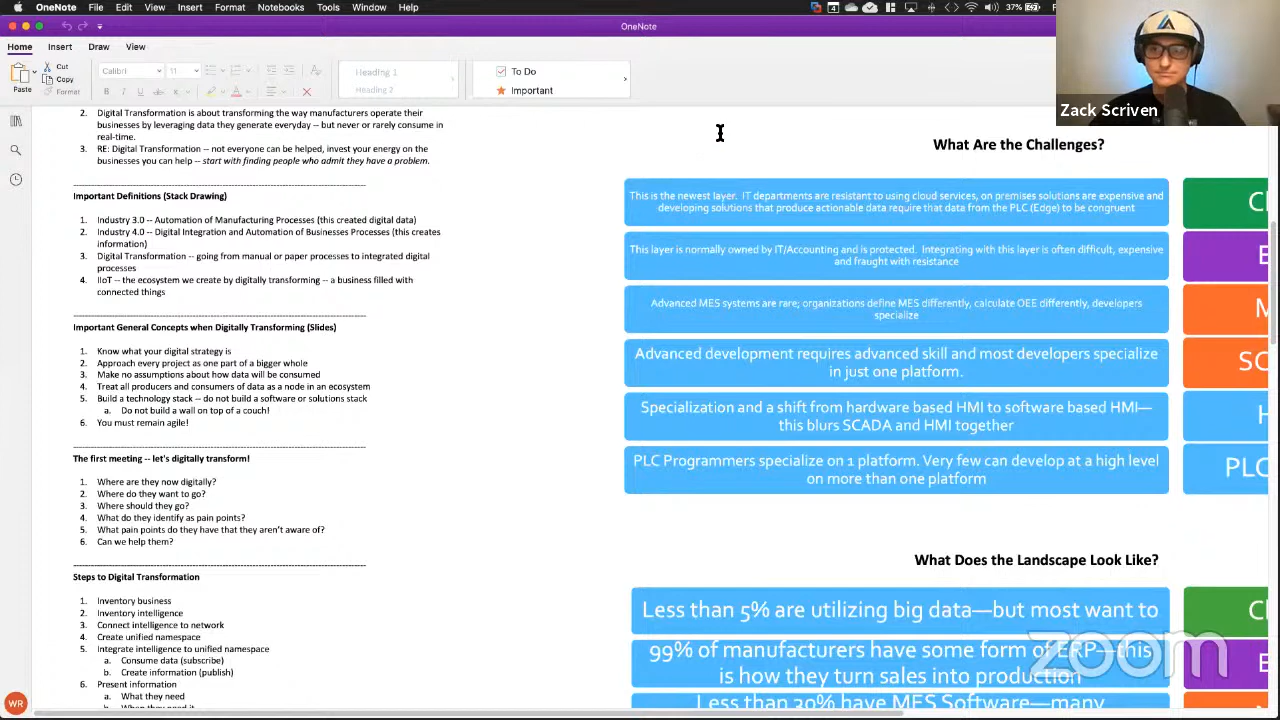 OneNote File Edit View Insert Format Notebooks Tools Window Help
37%
OneNote
Home Insert Draw View
Paste
Cut
Copy
Format
Calibri 11
Heading 1
Heading 2
To Do
Important
Zack Scriven
2. Digital Transformation is about transforming the way manufacturers operate their
businesses by leveraging data they generate everyday -- but never or rarely consume in
real-time.
3. RE: Digital Transformation -- not everyone can be helped, invest your energy on the
businesses you can help -- start with finding people who admit they have a problem.
Important Definitions (Stack Drawing)
1. Industry 3.0 -- Automation of Manufacturing Processes (this created digital data)
2. Industry 4.0 -- Digital Integration and Automation of Businesses Processes (this creates
information)
3. Digital Transformation -- going from manual or paper processes to integrated digital
processes
4. IIoT -- the ecosystem we create by digitally transforming -- a business filled with
connected things
Important General Concepts when Digitally Transforming (Slides)
1. Know what your digital strategy is
2. Approach every project as one part of a bigger whole
3. Make no assumptions about how data will be consumed
4. Treat all producers and consumers of data as a node in an ecosystem
5. Build a technology stack -- do not build a software or solutions stack
a. Do not build a wall on top of a couch!
6. You must remain agile!
The first meeting -- let's digitally transform!
1. Where are they now digitally?
2. Where do they want to go?
3. Where should they go?
4. What do they identify as pain points?
5. What pain points do they have that they aren't aware of?
6. Can we help them?
Steps to Digital Transformation
1. Inventory business
2. Inventory intelligence
3. Connect intelligence to network
4. Create unified namespace
5. Integrate intelligence to unified namespace
a. Consume data (subscribe)
b. Create information (publish)
6. Present information
a. What they need
b. When they need it
WR
What Are the Challenges?
This is the newest layer. IT departments are resistant to using cloud services, on premises solutions are expensive and
developing solutions that produce actionable data require that data from the PLC (Edge) to be congruent
This layer is normally owned by IT/Accounting and is protected. Integrating with this layer is often difficult, expensive
and fraught with resistance
Advanced MES systems are rare; organizations define MES differently, calculate OEE differently, developers
specialize
Advanced development requires advanced skill and most developers specialize
in just one platform.
Specialization and a shift from hardware based HMI to software based HMI—
this blurs SCADA and HMI together
PLC Programmers specialize on 1 platform. Very few can develop at a high level
on more than one platform
PLC
What Does the Landscape Look Like?
Less than 5% are utilizing big data—but most want to
99% of manufacturers have some form of ERP—this
is how they turn sales into production
Less than 30% have MES Software—many
zoom